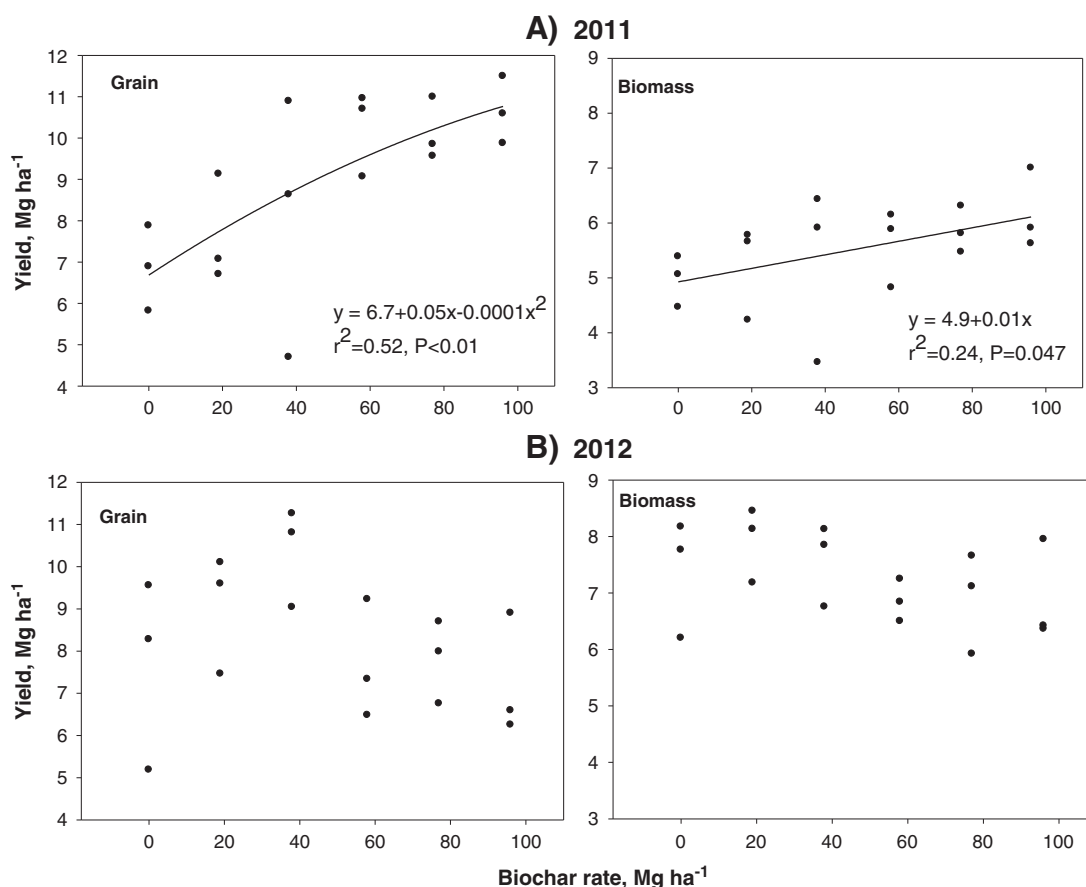 A) 2011
Grain
Yield, Mg ha⁻¹
12
11
10
9
8
7
6
5
4
y = 6.7+0.05x-0.0001x²
r²=0.52, P<0.01
0 20 40 60 80 100
Biomass
9
8
7
6
5
4
3
y = 4.9+0.01x
r²=0.24, P=0.047
0 20 40 60 80 100
B) 2012
Grain
Yield, Mg ha⁻¹
12
11
10
9
8
7
6
5
4
0 20 40 60 80 100
Biomass
9
8
7
6
5
4
3
0 20 40 60 80 100
Biochar rate, Mg ha⁻¹